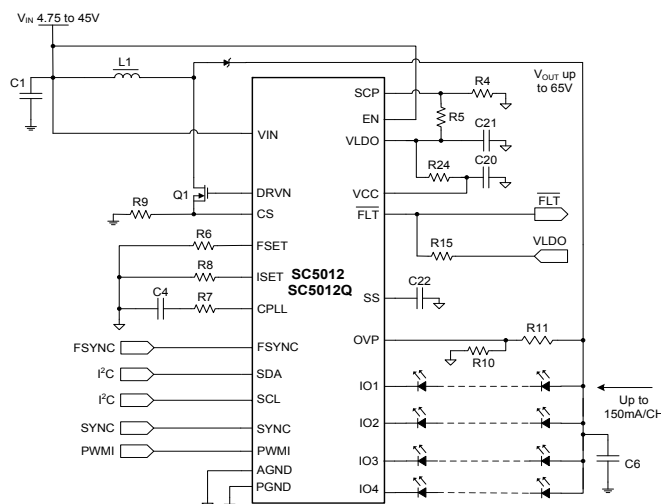 VIN 4.75 to 45V
L1
C1
VOUT up
to 65V
SCP
R4
EN
R5
C21
VIN
VLDO
R24
C20
Q1
DRVN
VCC
R9
CS
FLT
FLT
R6
FSET
R15
VLDO
R8
ISET
SC5012
SC5012Q
C4
R7
CPLL
SS
C22
FSYNC
FSYNC
OVP
R10
R11
I²C
SDA
IO1
Up to
150mA/CH
I²C
SCL
IO2
SYNC
SYNC
PWMI
PWMI
IO3
C6
AGND
PGND
IO4